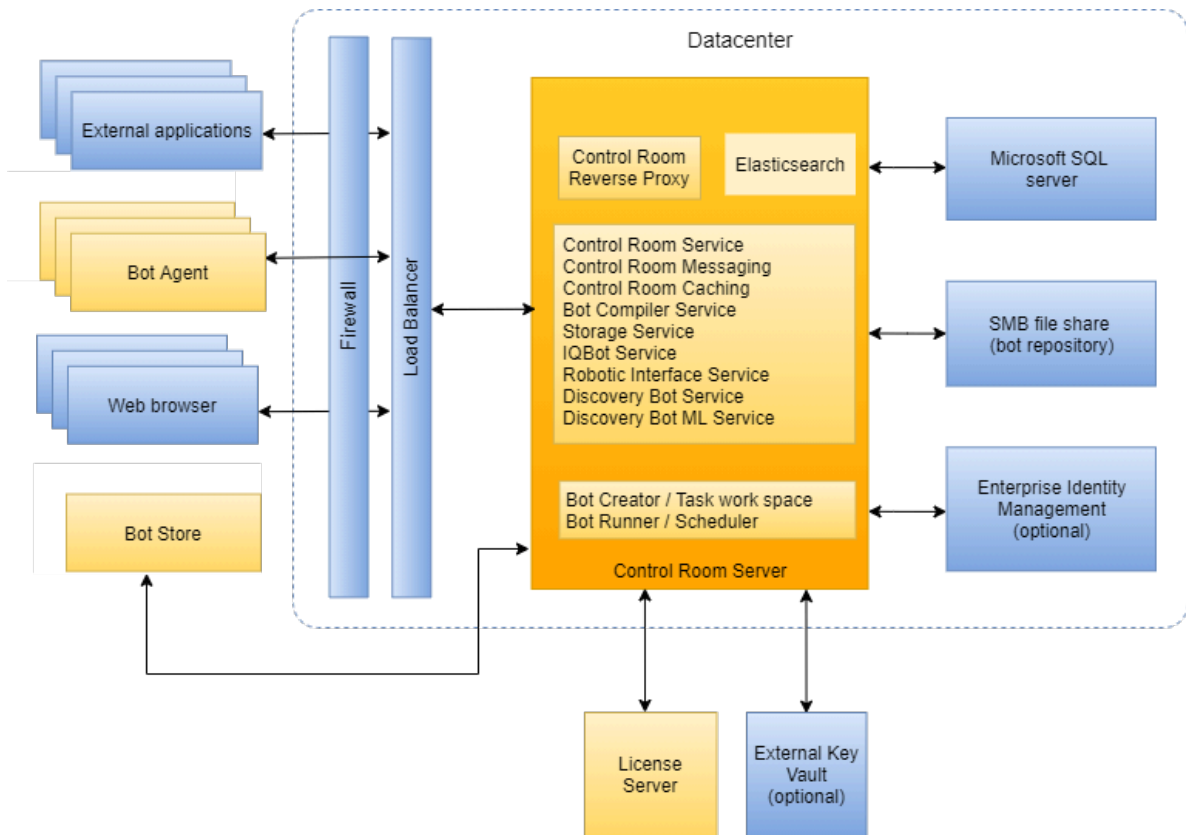 Datacenter
External applications
Bot Agent
Web browser
Bot Store
Firewall
Load Balancer
Control Room
Reverse Proxy
Elasticsearch
Control Room Service
Control Room Messaging
Control Room Caching
Bot Compiler Service
Storage Service
IQBot Service
Robotic Interface Service
Discovery Bot Service
Discovery Bot ML Service
Bot Creator / Task work space
Bot Runner / Scheduler
Control Room Server
Microsoft SQL
server
SMB file share
(bot repository)
Enterprise Identity
Management
(optional)
License
Server
External Key
Vault
(optional)